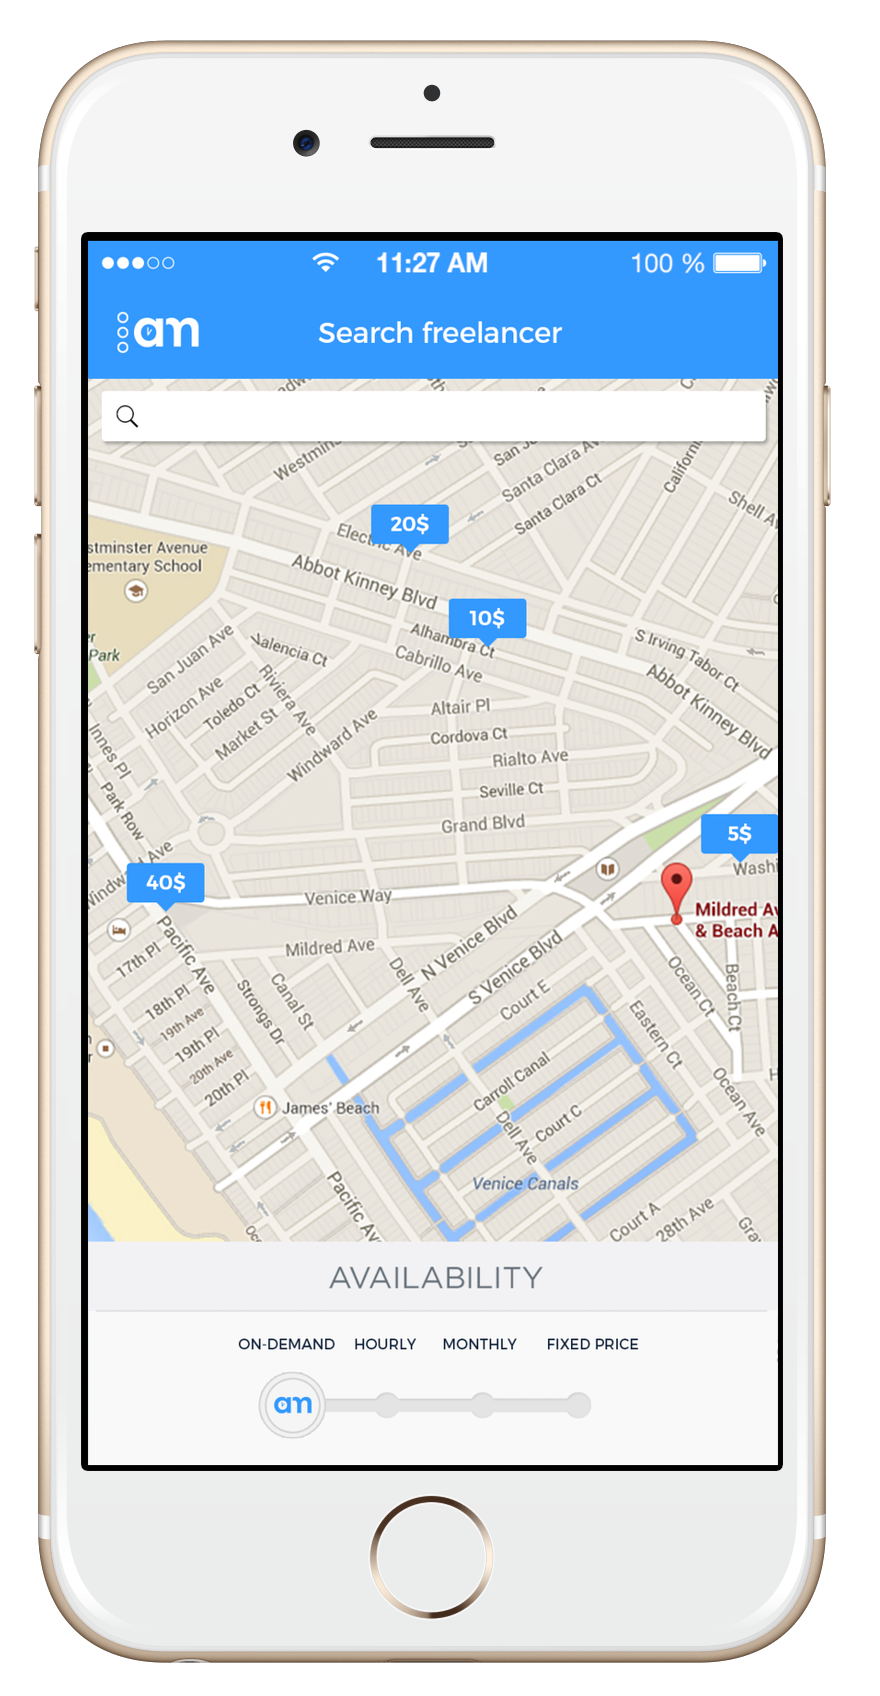 11:27 AM
100 %
am
Search freelancer
Westmins
San Ju
Santa Clara Av
Santa Clara Ct
California
Shell A
20$
Electric Ave
stminster Avenue
ementary School
Abbot Kinney Blvd
10$
Alhambra Ct
S Irving Tabor Ct
Park
San Juan Ave
Valencia Ct
Cabrillo Ave
Abbot Kinney Blvd
Horizon Ave
Toledo Ct
Riviera Ave
Market St
Windward Ave
Altair Pl
Cordova Ct
Rialto Ave
Seville Ct
Grand Blvd
Innes Pl
Park Row
5$
Washi
Windw
Ave
40$
Venice Way
Mildred Av
& Beach A
Pacific Ave
17th Pl
Mildred Ave
N Venice Blvd
S Venice Blvd
Dell Ave
Canal St
Strongs Dr
18th Pl
19th Ave
19th Pl
20th Ave
20th Pl
Court E
Ocean Ct
Beach Ct
Eastern Ct
Carroll Canal
Court C
Dell Ave
Ocean Ave
H
James' Beach
Venice Canals
Pacific Av
Court A
28th Ave
Gra
AVAILABILITY
ON-DEMAND HOURLY MONTHLY FIXED PRICE
am